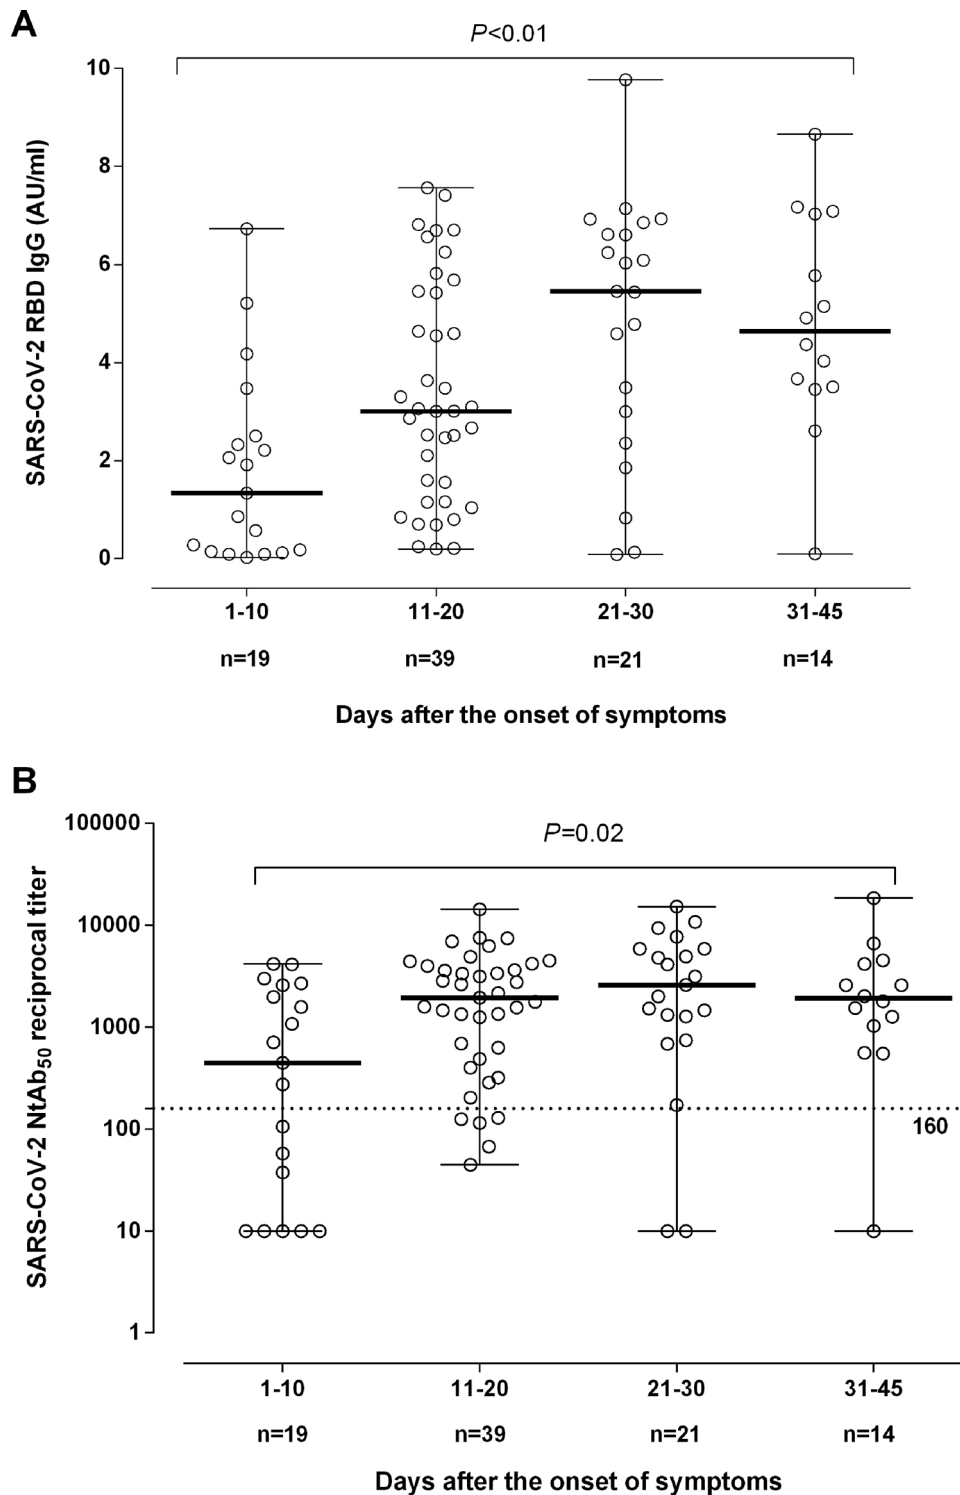 A
P<0.01
SARS-CoV-2 RBD IgG (AU/ml)
10
8
6
4
2
0
1-10 11-20 21-30 31-45
n=19 n=39 n=21 n=14
Days after the onset of symptoms
B
P=0.02
SARS-CoV-2 NtAb50 reciprocal titer
100000
10000
1000
100
10
1
160
1-10 11-20 21-30 31-45
n=19 n=39 n=21 n=14
Days after the onset of symptoms